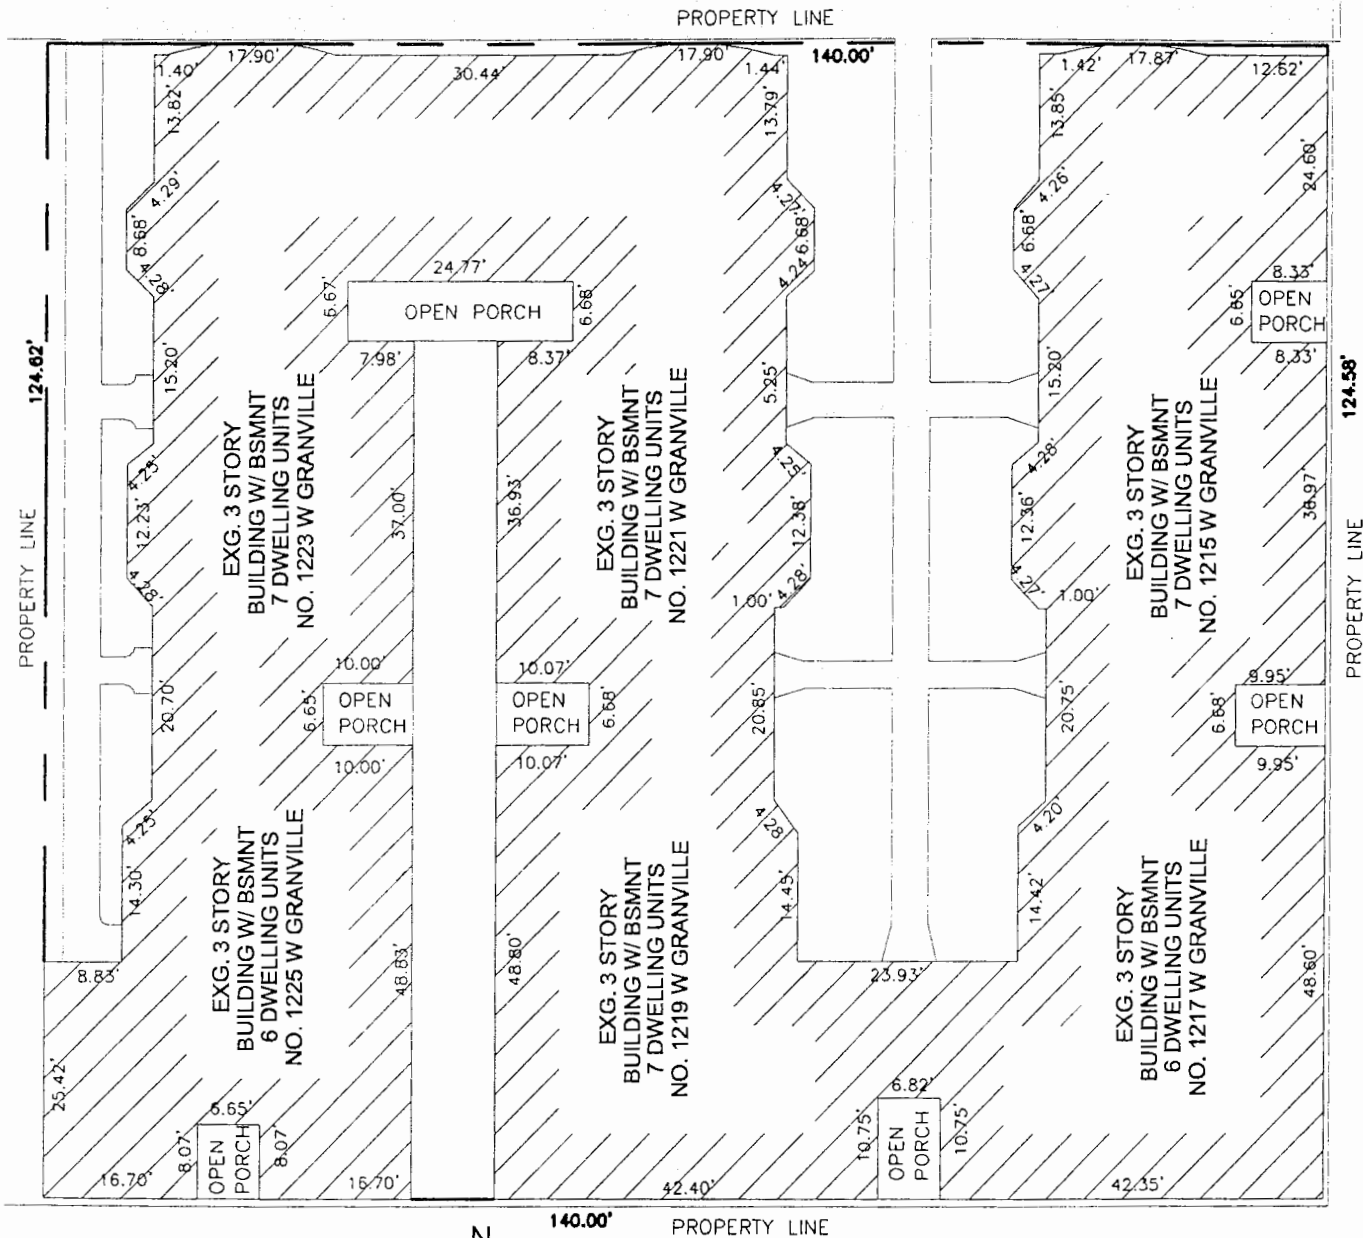 PROPERTY LINE
1.40'
17.90'
30.44'
17.90'
1.44'
140.00'
1.42'
17.87'
12.62'
13.82'
13.79'
13.85'
24.60'
4.29'
4.27'
4.26'
8.68'
6.68'
6.68'
4.28'
4.24'
4.27'
24.77'
8.33'
6.67'
OPEN PORCH
6.68'
6.65'
OPEN
PORCH
7.98'
8.37'
8.33'
124.62'
15.20'
5.25'
15.20'
124.58'
EXG. 3 STORY
BUILDING W/ BSMNT
7 DWELLING UNITS
NO. 1223 W GRANVILLE
EXG. 3 STORY
BUILDING W/ BSMNT
7 DWELLING UNITS
NO. 1221 W GRANVILLE
EXG. 3 STORY
BUILDING W/ BSMNT
7 DWELLING UNITS
NO. 1215 W GRANVILLE
4.25'
4.25'
4.28'
12.23'
37.00'
36.93'
12.38'
12.36'
36.97'
PROPERTY LINE
PROPERTY LINE
4.28'
1.00'
4.28'
4.27'
1.00'
10.00'
10.07'
9.95'
6.65'
OPEN
PORCH
OPEN
PORCH
6.68'
6.68'
OPEN
PORCH
10.00'
10.07'
9.95'
20.70'
20.85'
20.75'
4.25'
4.28
4.20'
14.30'
14.45'
14.42'
EXG. 3 STORY
BUILDING W/ BSMNT
6 DWELLING UNITS
NO. 1225 W GRANVILLE
EXG. 3 STORY
BUILDING W/ BSMNT
7 DWELLING UNITS
NO. 1219 W GRANVILLE
EXG. 3 STORY
BUILDING W/ BSMNT
6 DWELLING UNITS
NO. 1217 W GRANVILLE
8.83'
48.63'
48.80'
23.93'
48.60'
25.42'
6.65'
6.82'
8.07'
OPEN
PORCH
8.07'
10.75'
OPEN
PORCH
10.75'
16.70'
16.70'
42.40'
42.35'
N
140.00'
PROPERTY LINE